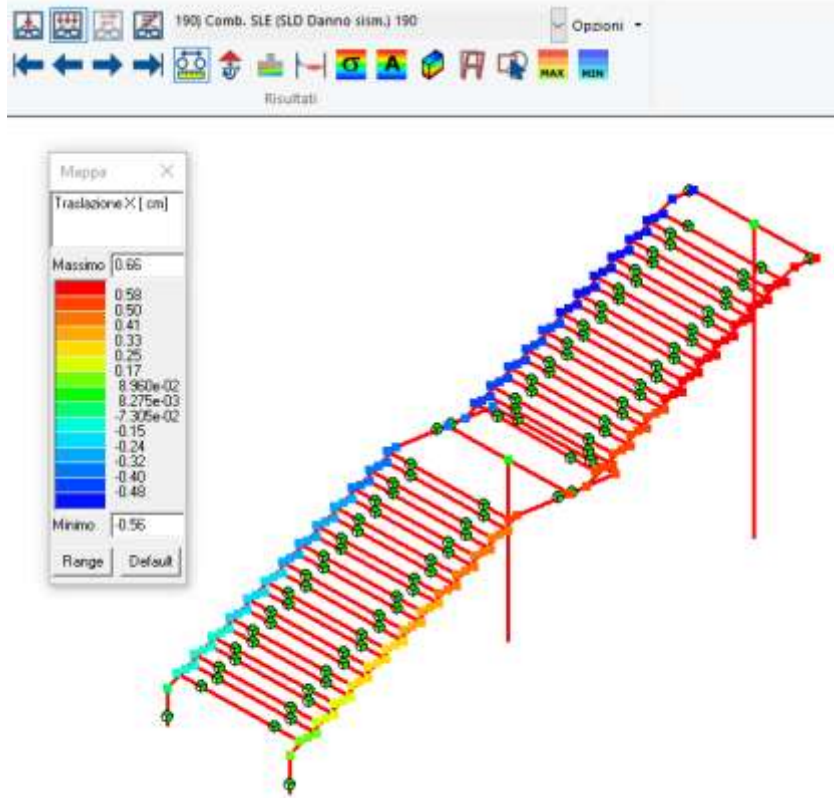 190) Comb. SLE (SLD Danno sism.) 190
Opzioni
σ
A
MAX
MIN
Risultati
Mappa
Traslazione X [ cm]
Massimo 0.66
0.58
0.50
0.41
0.33
0.25
0.17
8.960e-02
8.275e-03
-7.305e-02
-0.15
-0.24
-0.32
-0.40
-0.48
Minimo -0.56
Range Default